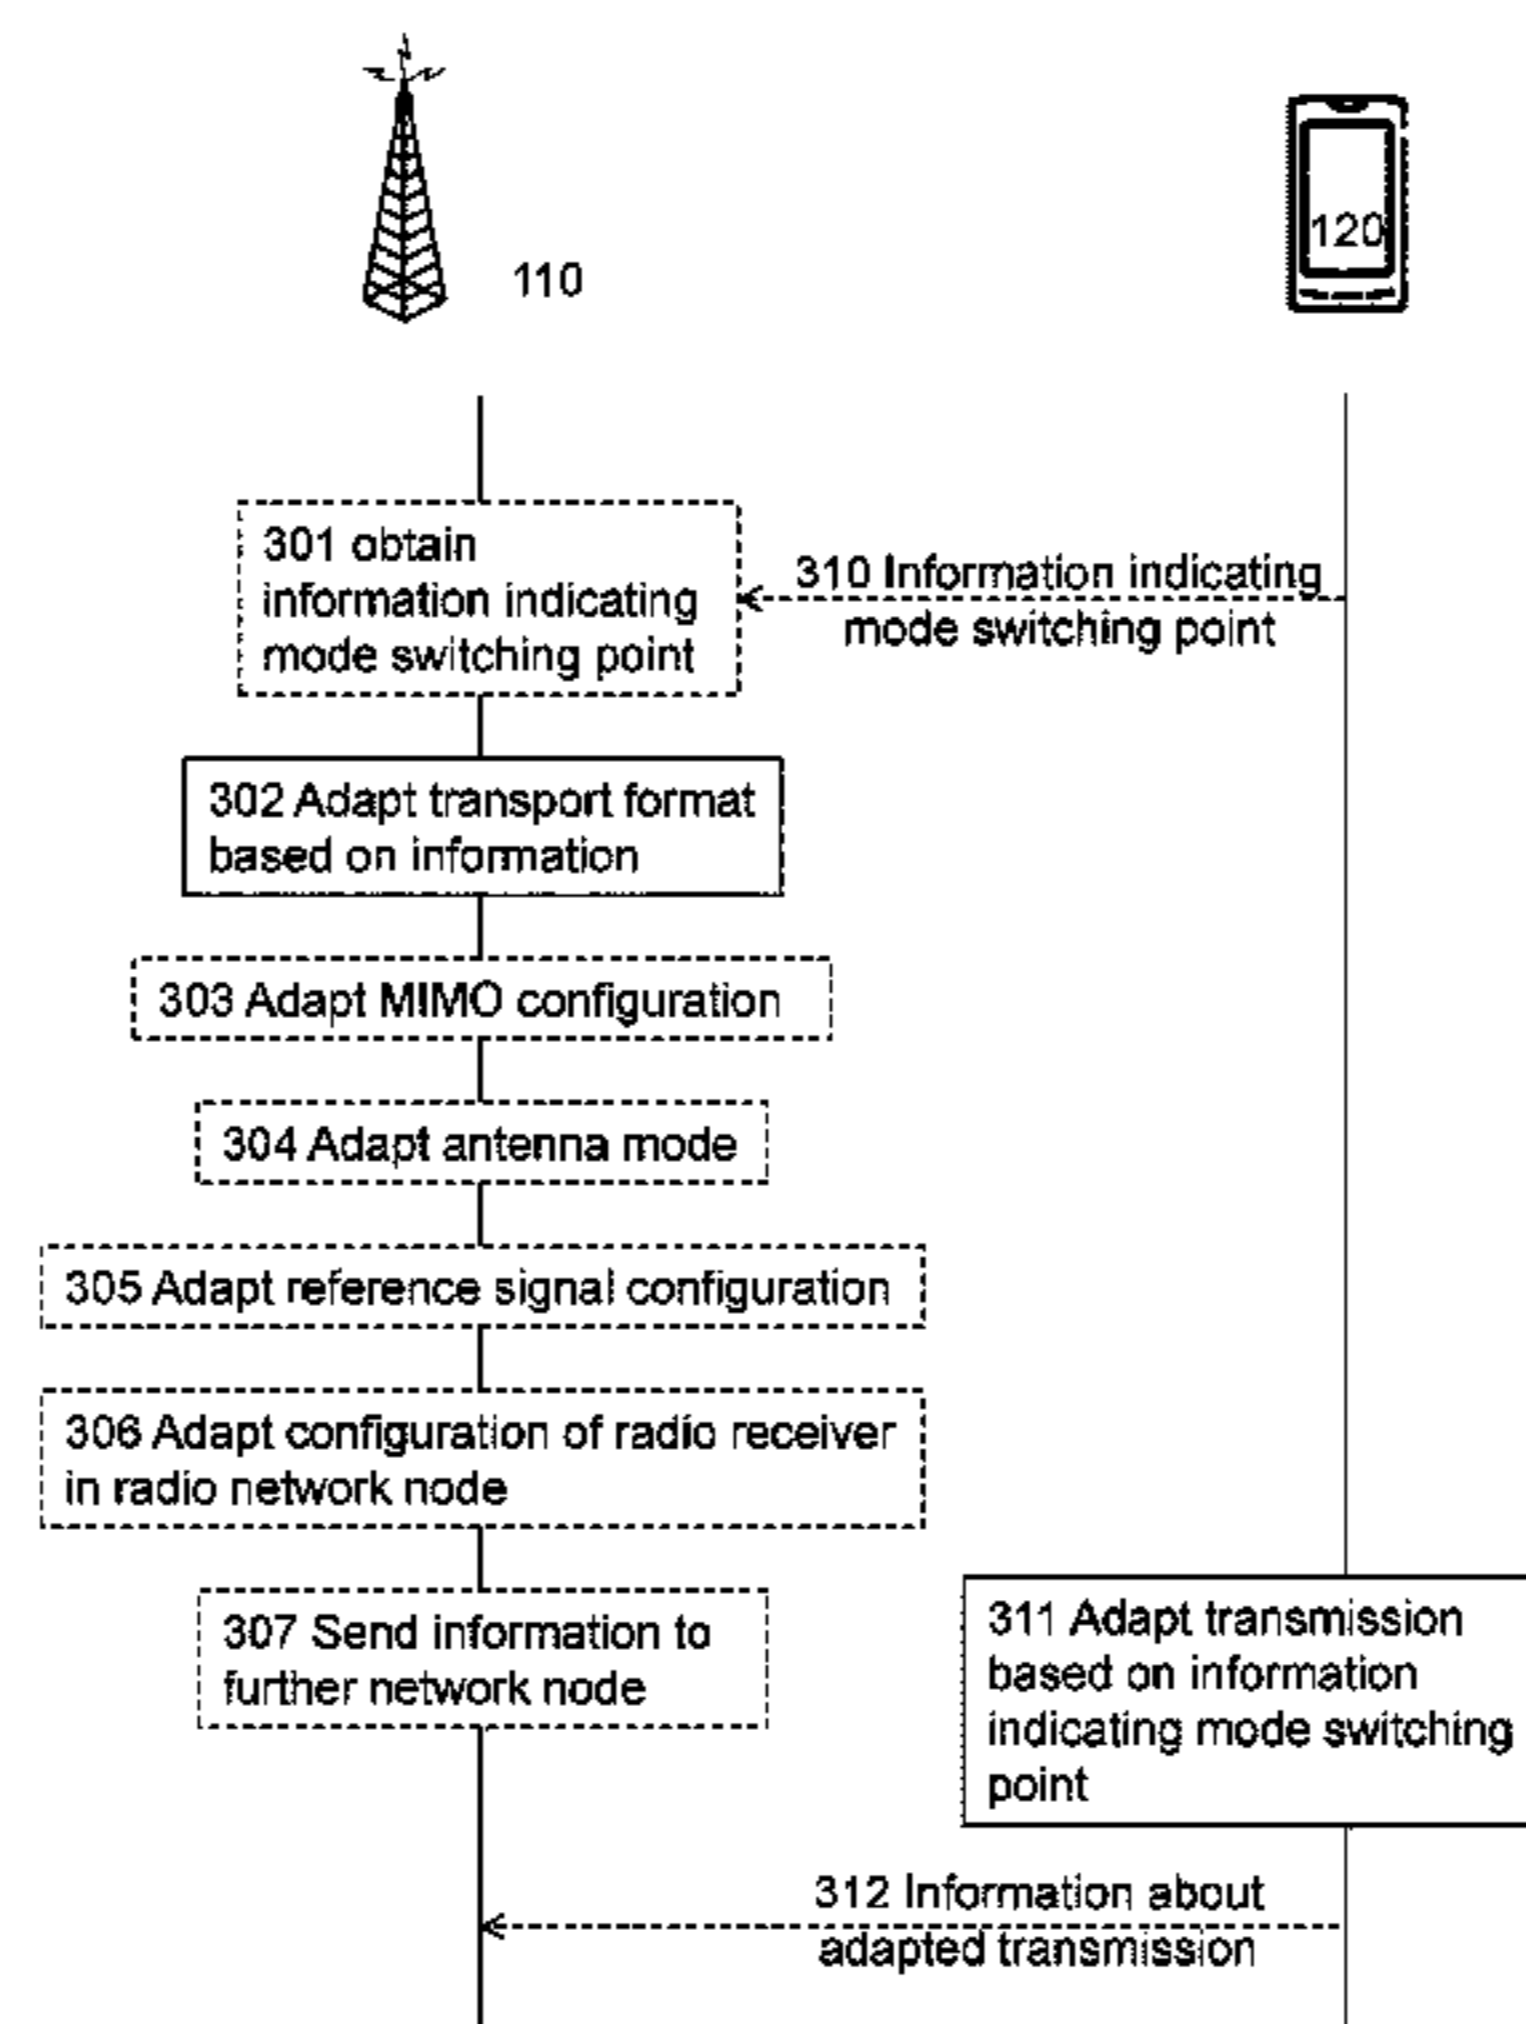 120
110
301 obtain
information indicating
mode switching point
310 Information indicating
mode switching point
302 Adapt transport format
based on information
303 Adapt MIMO configuration
304 Adapt antenna mode
305 Adapt reference signal configuration
306 Adapt configuration of radio receiver
in radio network node
307 Send information to
further network node
311 Adapt transmission
based on information
indicating mode switching
point
312 Information about
adapted transmission